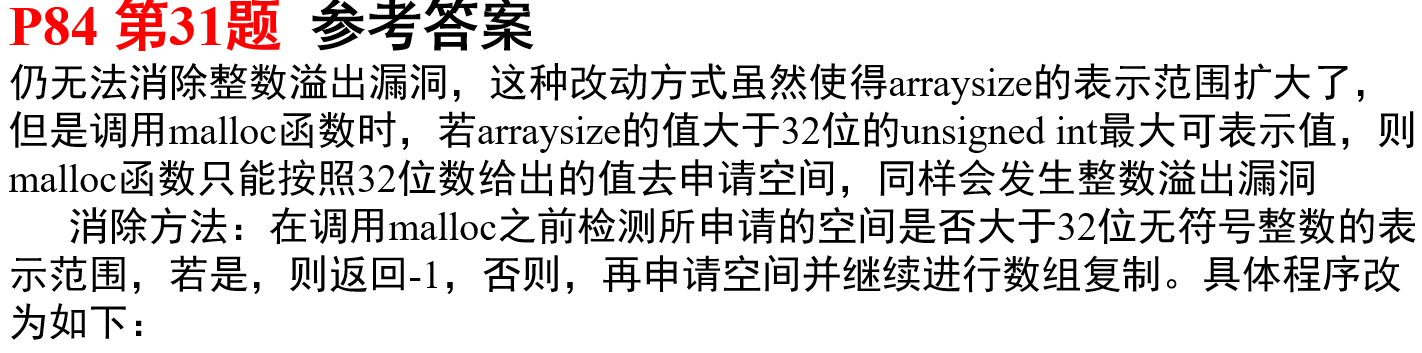 P84 第31题 参考答案
仍无法消除整数溢出漏洞，这种改动方式虽然使得arraysize的表示范围扩大了，
但是调用malloc函数时，若arraysize的值大于32位的unsigned int最大可表示值，则
malloc函数只能按照32位数给出的值去申请空间，同样会发生整数溢出漏洞
消除方法：在调用malloc之前检测所申请的空间是否大于32位无符号整数的表
示范围，若是，则返回-1，否则，再申请空间并继续进行数组复制。具体程序改
为如下：